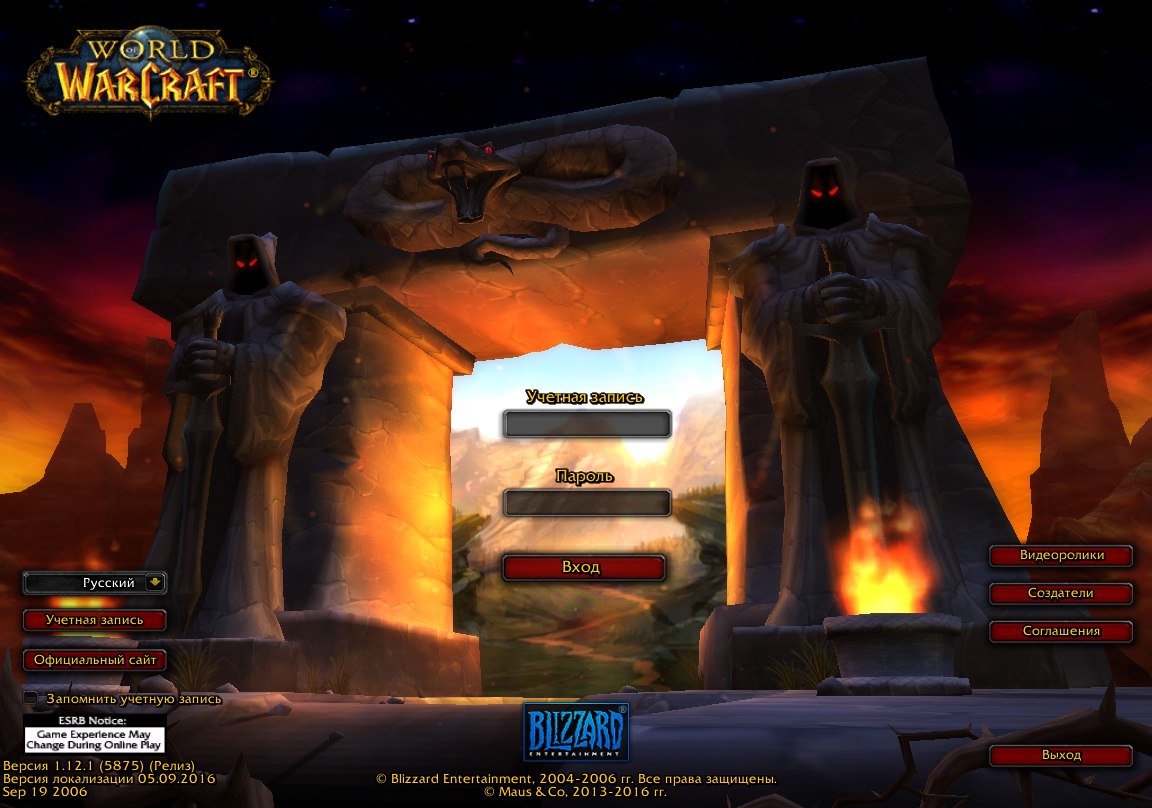 WORLD OF
WARCRAFT®
Учетная запись
Пароль
Вход
Русский
Учетная запись
Официальный сайт
Запомнить учетную запись
ESRB Notice:
Game Experience May
Change During Online Play
Версия 1.12.1 (5875) (Релиз)
Версия локализации 05.09.2016
Sep 19 2006
Видеоролики
Создатели
Соглашения
Выход
BLIZZARD®
ENTERTAINMENT
© Blizzard Entertainment, 2004-2006 гг. Все права защищены.
© Maus & Co, 2013-2016 гг.